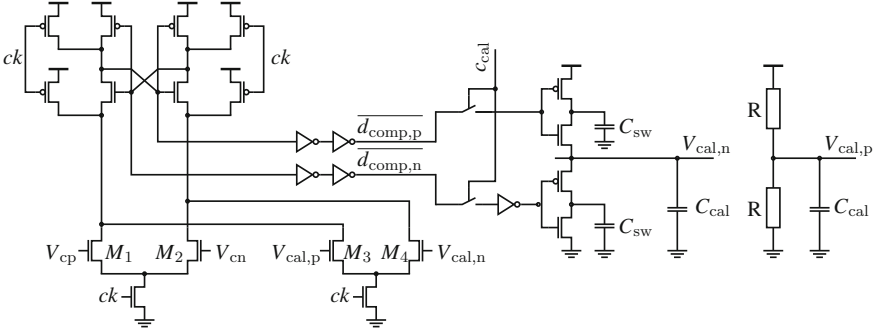 ck
ck
c_cal
d_comp,p
d_comp,n
C_sw
V_cal,n
R
V_cal,p
R
C_cal
C_cal
C_sw
V_cp
M_1
M_2
V_cn
V_cal,p
M_3
M_4
V_cal,n
ck
ck